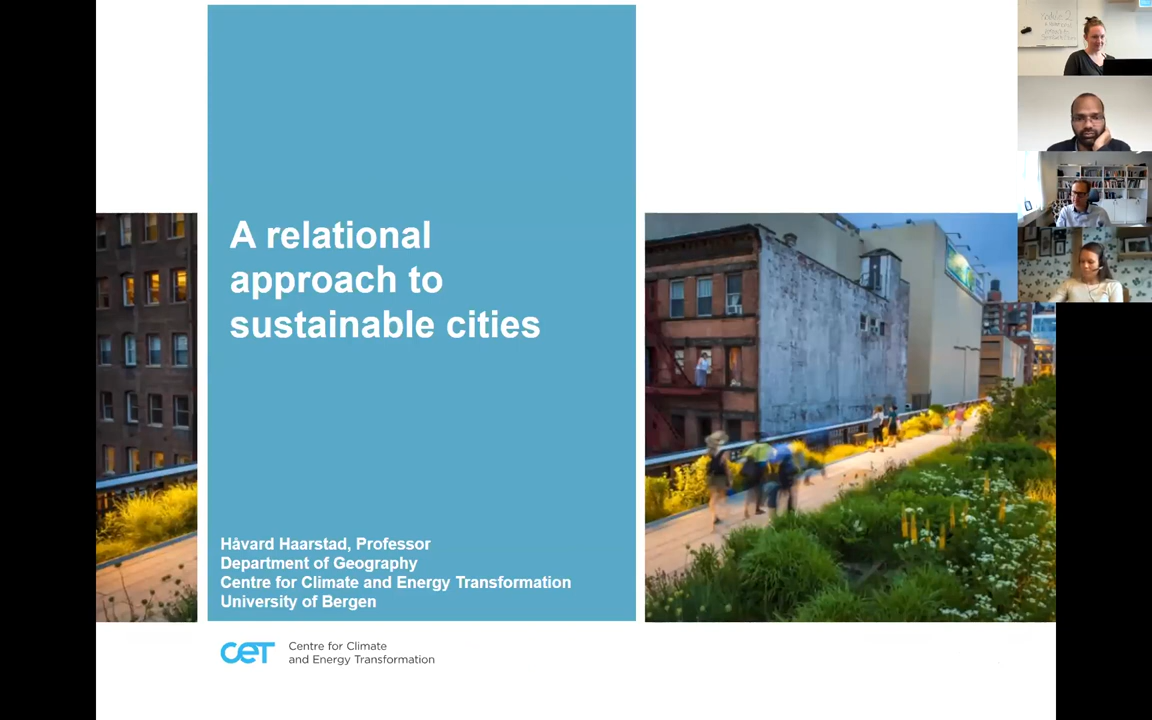 A relational
approach to
sustainable cities
Håvard Haarstad, Professor
Department of Geography
Centre for Climate and Energy Transformation
University of Bergen
CET
Centre for Climate
and Energy Transformation